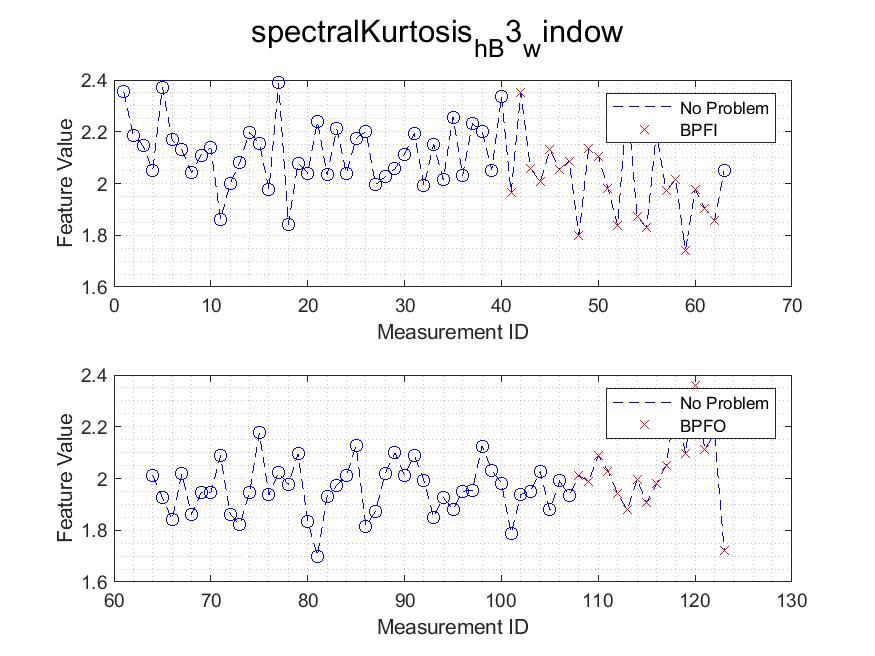 spectralKurtosis_hB3_window
2.4
2.2
2
1.8
1.6
Feature Value
No Problem
BPFI
0 10 20 30 40 50 60 70
Measurement ID
2.4
2.2
2
1.8
1.6
Feature Value
No Problem
BPFO
60 70 80 90 100 110 120 130
Measurement ID